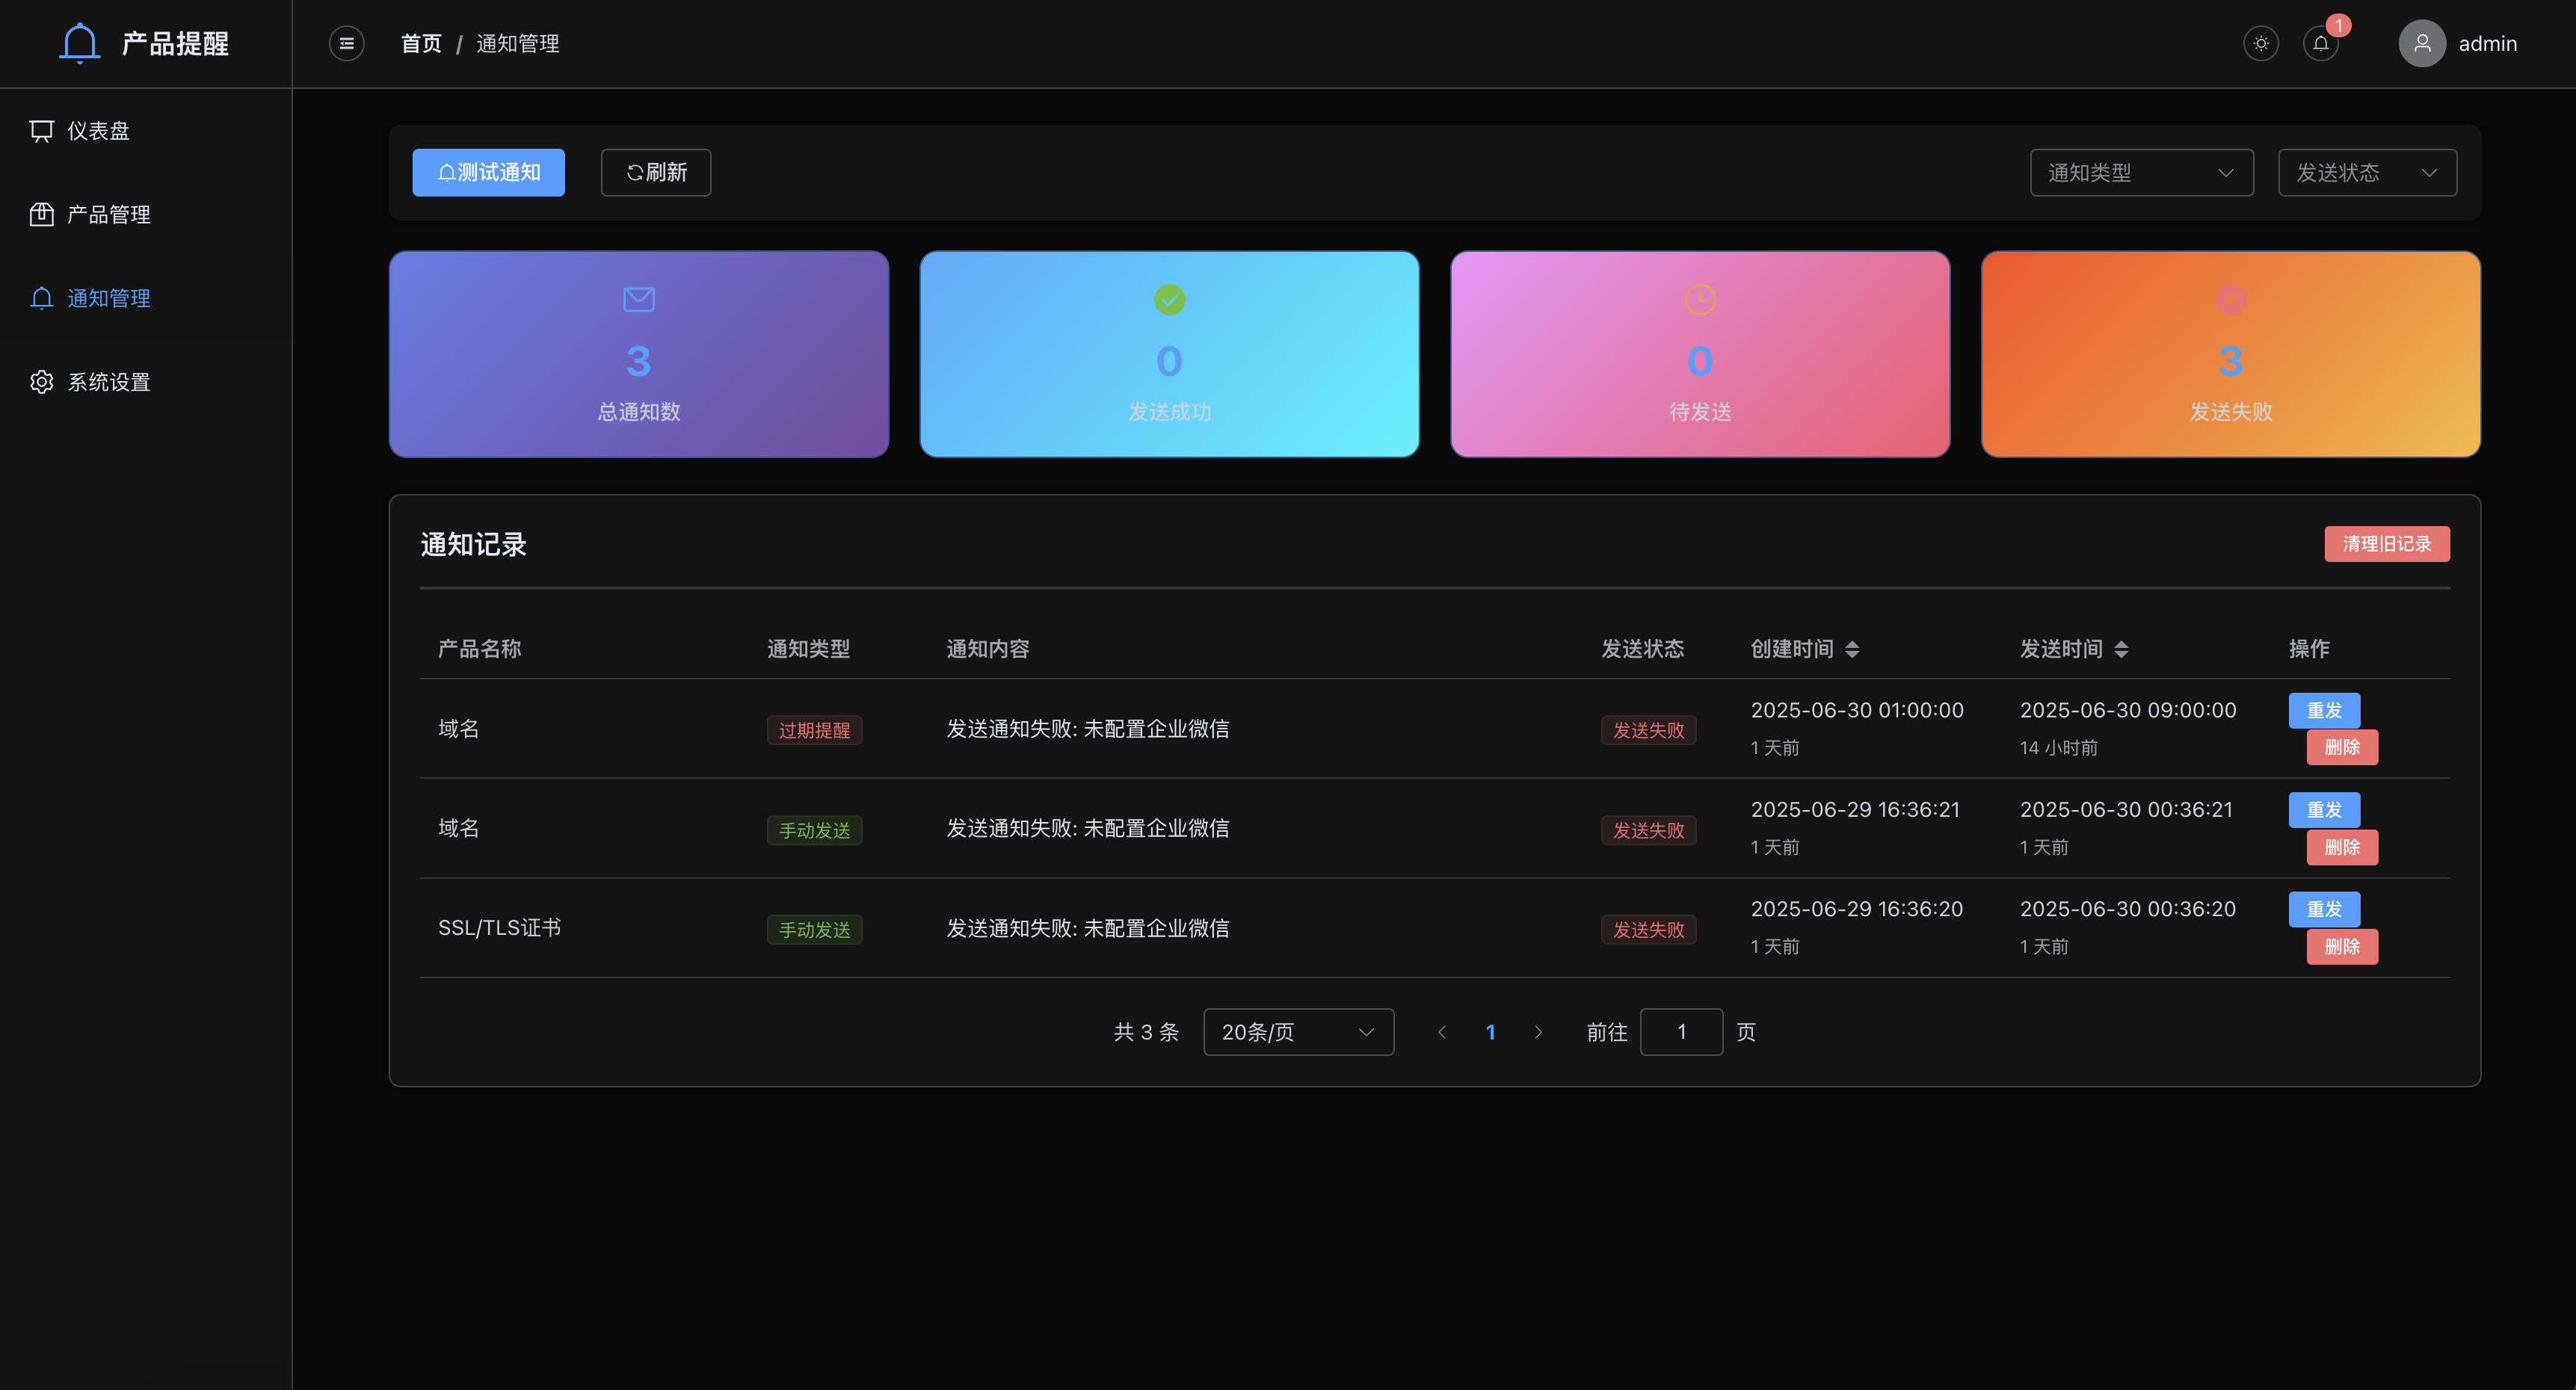 产品提醒
首页 / 通知管理
1
admin
仪表盘
产品管理
通知管理
系统设置
测试通知 刷新 通知类型 发送状态
3
总通知数
0
发送成功
0
待发送
3
发送失败
通知记录 清理旧记录
产品名称 通知类型 通知内容 发送状态 创建时间 发送时间 操作
域名 过期提醒 发送通知失败: 未配置企业微信 发送失败 2025-06-30 01:00:00 2025-06-30 09:00:00 重发
1 天前 14 小时前 删除
域名 手动发送 发送通知失败: 未配置企业微信 发送失败 2025-06-29 16:36:21 2025-06-30 00:36:21 重发
1 天前 1 天前 删除
SSL/TLS证书 手动发送 发送通知失败: 未配置企业微信 发送失败 2025-06-29 16:36:20 2025-06-30 00:36:20 重发
1 天前 1 天前 删除
共 3 条 20条/页 1 前往 1 页